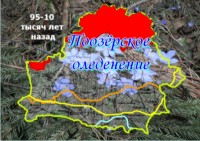 95-10
тысяч лет
назад
Поозёрское
оледенение